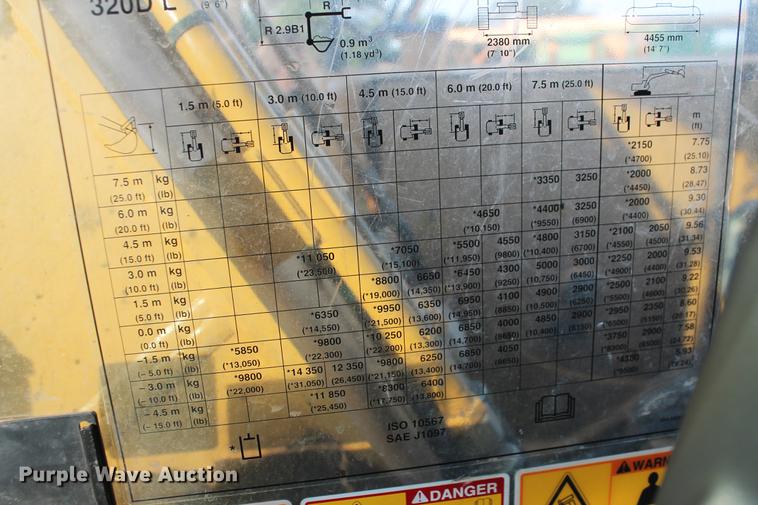 320D L
(9' 6")
R
R 2.9B1
0.9 m³
(1.18 yd³)
2380 mm
(7' 10")
4455 mm
(14' 7")
1.5 m (5.0 ft) 3.0 m (10.0 ft) 4.5 m (15.0 ft) 6.0 m (20.0 ft) 7.5 m (25.0 ft)
m
(ft)
7.5 m kg *2150 7.75
(25.0 ft) (lb) (*4700) (25.10)
6.0 m kg *3350 3250 *2000 8.73
(20.0 ft) (lb) (*4450) (28.47)
4.5 m kg *4650 *4400 3250 *2000 9.30
(15.0 ft) (lb) (*10,150) (*9550) (6900) (*4400) (30.44)
3.0 m kg *11 050 *7050 *5500 4550 *4800 3150 *2100 2050 9.56
(10.0 ft) (lb) (*23,500) (*15,100) (*11,950) (9800) (*10,400) (6700) (*4550) (4500) (31.34)
1.5 m kg *8800 6650 *6450 4300 5000 3000 *2250 2000 9.53
(5.0 ft) (lb) (*19,000) (14,350) (*13,900) (9250) (10,750) (6450) (*4900) (4400) (31.28)
0.0 m kg *6350 *9950 6350 6950 4100 4900 2900 *2500 2100 9.22
(0.0 ft) (lb) (*14,550) (*21,500) (13,600) (14,950) (8850) (10,500) (6250) (*5500) (4600) (30.26)
–1.5 m kg *5850 *9800 *10 250 6200 6850 4000 4850 2900 *2950 2350 8.60
(– 5.0 ft) (lb) (*13,050) (*22,300) (*22,200) (13,400) (14,700) (8650) (10,400) (*6500) (28.17)
– 3.0 m kg *9800 *14 350 12 350 *9800 6250 6850 4050 *3750 2900 7.58
(– 10.0 ft) (lb) (*22,000) (*31,050) (26,450) (*21,150) (13,400) (14,700) (8650)
– 4.5 m kg *11 850 *8300 6400 5.93
(– 15.0 ft) (lb) (*25,450) (*17,750) (13,800)
*
ISO 10567
SAE J1097
DANGER
WARN
Purple Wave Auction